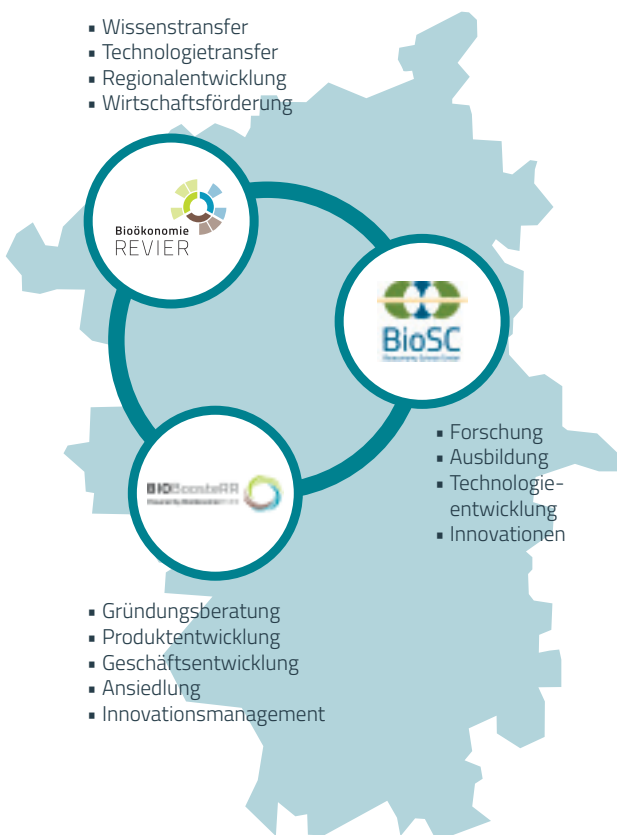 ▪ Wissenstransfer
▪ Technologietransfer
▪ Regionalentwicklung
▪ Wirtschaftsförderung
Bioökonomie
REVIER
BioSC
▪ Forschung
▪ Ausbildung
▪ Technologie-
entwicklung
▪ Innovationen
BIOBoosteRR
▪ Gründungsberatung
▪ Produktentwicklung
▪ Geschäftsentwicklung
▪ Ansiedlung
▪ Innovationsmanagement